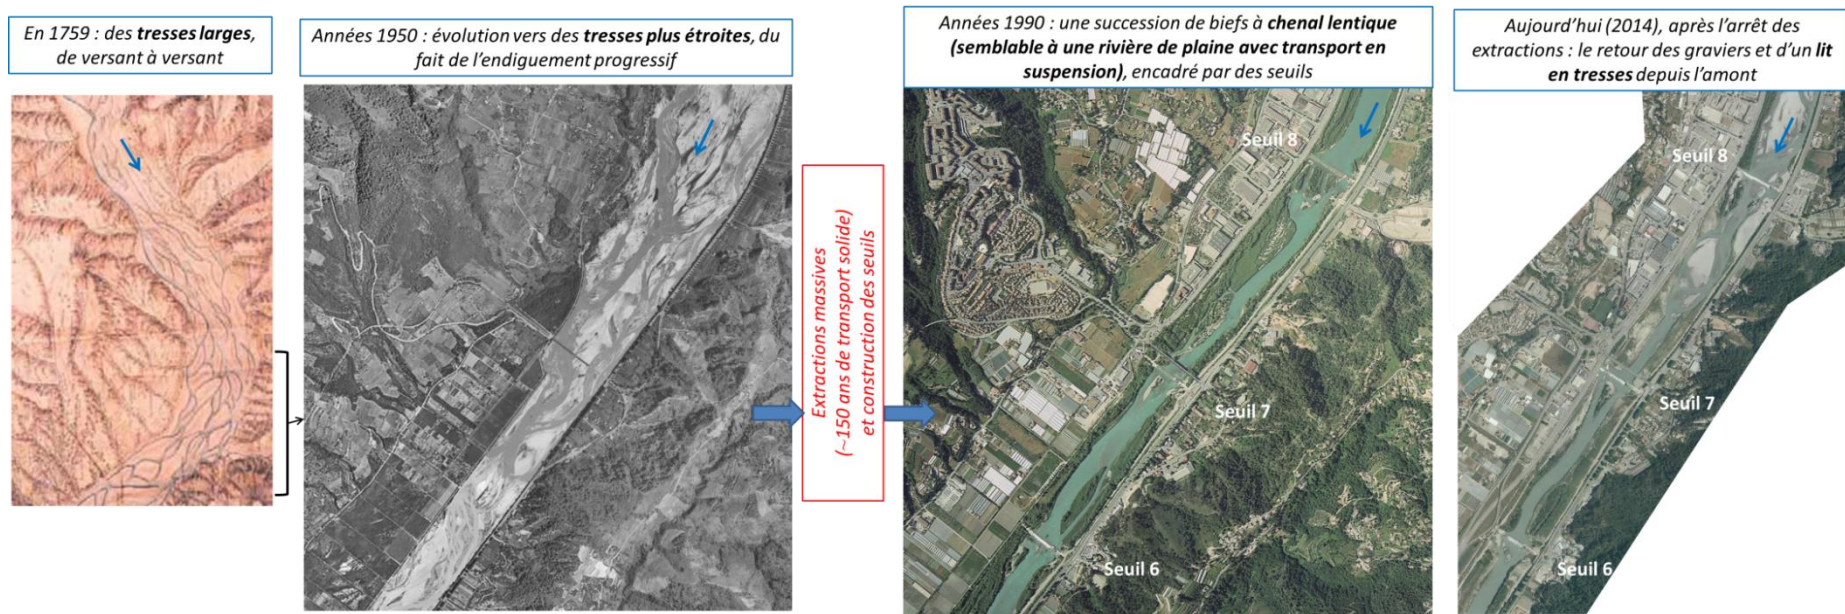 En 1759 : des tresses larges,
de versant à versant
Années 1950 : évolution vers des tresses plus étroites, du
fait de l’endiguement progressif
Extractions massives
(~150 ans de transport solide)
et construction des seuils
Années 1990 : une succession de biefs à chenal lentique
(semblable à une rivière de plaine avec transport en
suspension), encadré par des seuils
Seuil 8
Seuil 7
Seuil 6
Aujourd’hui (2014), après l’arrêt des
extractions : le retour des graviers et d’un lit
en tresses depuis l’amont
Seuil 8
Seuil 7
Seuil 6